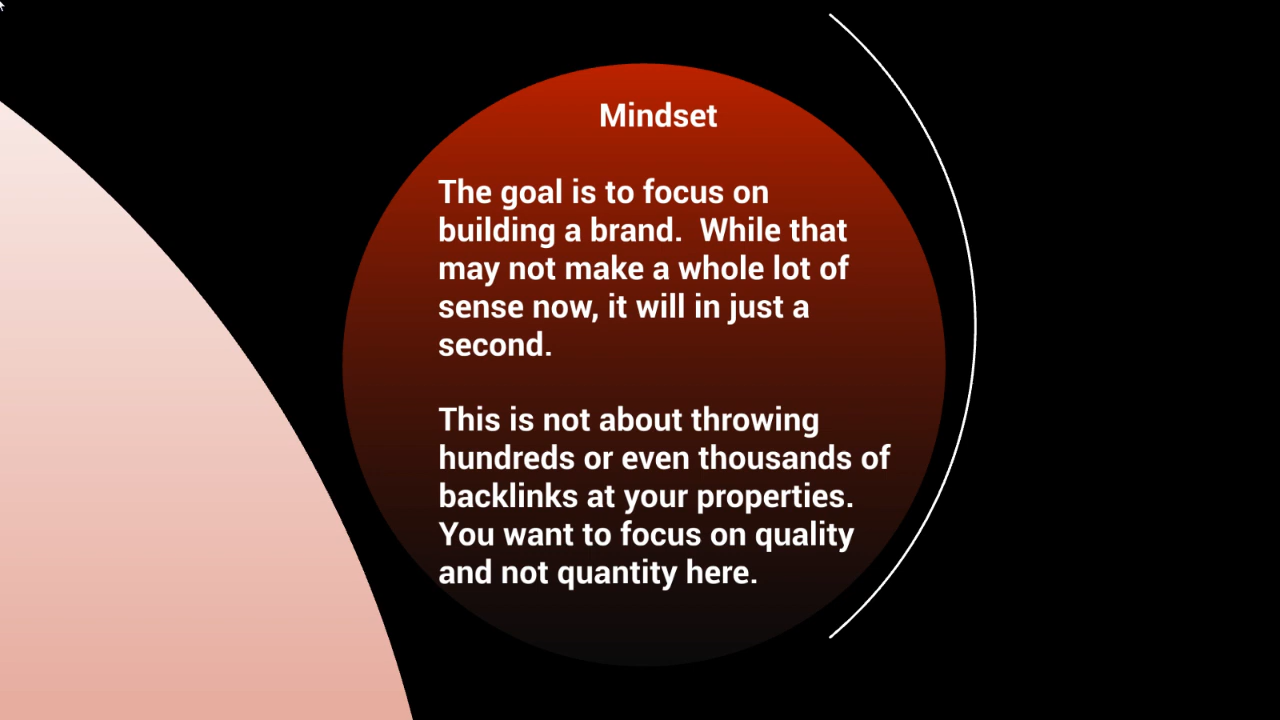 Mindset
The goal is to focus on
building a brand.  While that
may not make a whole lot of
sense now, it will in just a
second.
This is not about throwing
hundreds or even thousands of
backlinks at your properties.
You want to focus on quality
and not quantity here.